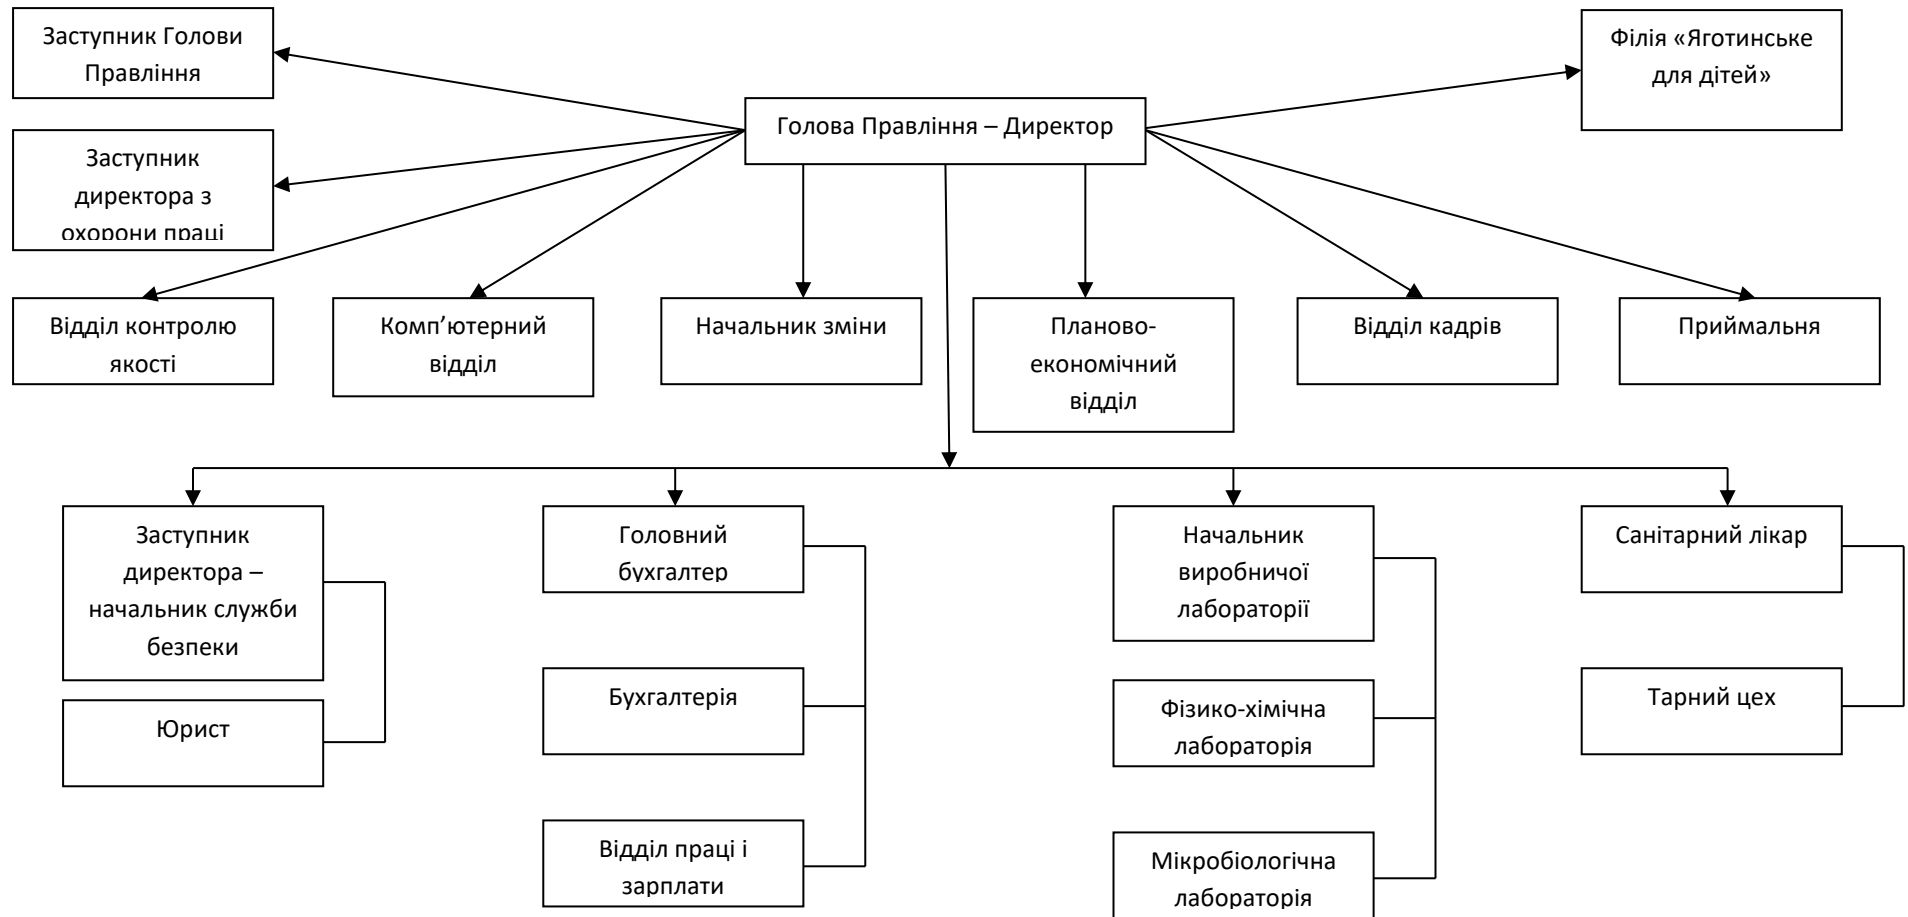 Заступник Голови
Правління
Філія «Яготинське
для дітей»
Голова Правління – Директор
Заступник
директора з
охорони праці
Відділ контролю
якості
Комп’ютерний
відділ
Начальник зміни
Планово-
економічний
відділ
Відділ кадрів
Приймальня
Заступник
директора –
начальник служби
безпеки
Головний
бухгалтер
Начальник
виробничої
лабораторії
Санітарний лікар
Юрист
Бухгалтерія
Фізико-хімічна
лабораторія
Тарний цех
Відділ праці і
зарплати
Мікробіологічна
лабораторія